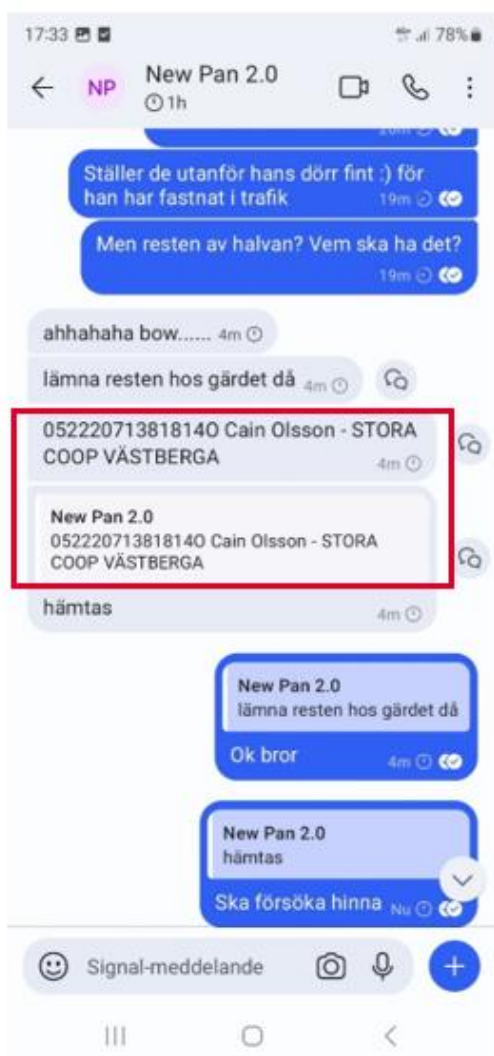 17:33
78%
New Pan 2.0
NP
1h
Ställer de utanför hans dörr fint :) för
han har fastnat i trafik 19m
Men resten av halvan? Vem ska ha det?
19m
ahhahaha bow...... 4m
lämna resten hos gärdet då 4m
0522207138181​4O Cain Olsson - STORA
COOP VÄSTBERGA 4m
New Pan 2.0
05222071381814O Cain Olsson - STORA
COOP VÄSTBERGA
hämtas 4m
New Pan 2.0
lämna resten hos gärdet då
Ok bror 4m
New Pan 2.0
hämtas
Ska försöka hinna Nu
Signal-meddelande